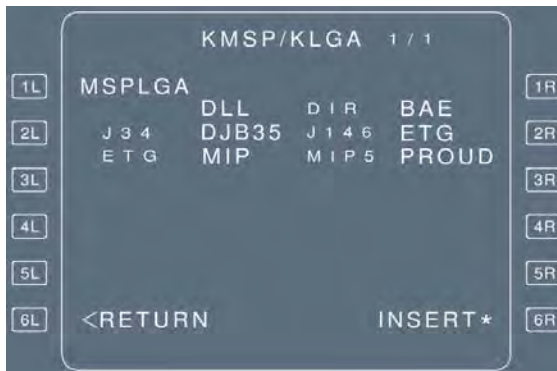 KMSP/KLGA 1/1
1L MSPLGA 1R
DLL DIR BAE
2L J34 DJB35 J146 ETG 2R
ETG MIP MIP5 PROUD
3L 3R
4L 4R
5L 5R
6L <RETURN INSERT* 6R